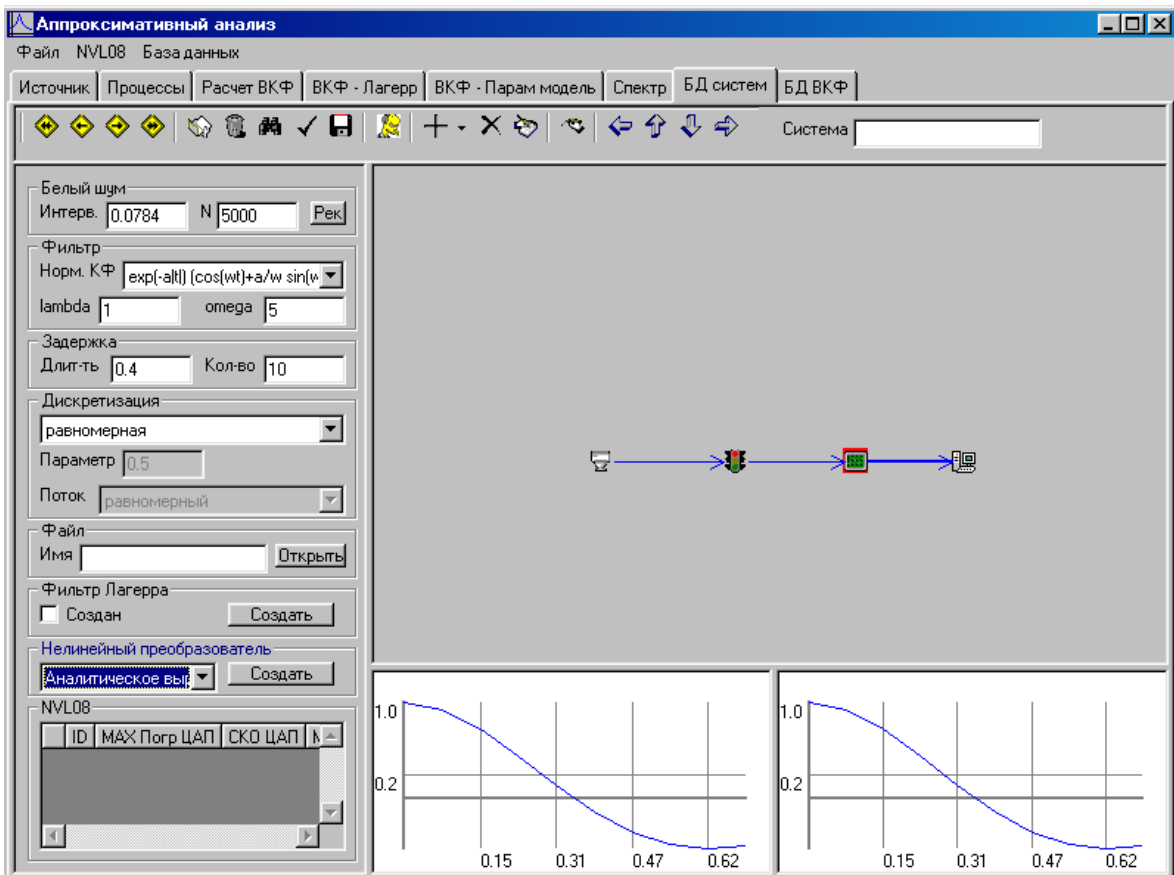 Аппроксимативный анализ
Файл NVL08 База данных
Источник Процессы Расчет ВКФ ВКФ - Лагерр ВКФ - Парам модель Спектр БД систем БД ВКФ
Система
Белый шум
Интерв. 0.0784 N 5000 Рек
Фильтр
Норм. КФ exp(-a|t|) (cos(wt)+a/w sin(w
lambda 1 omega 5
Задержка
Длит-ть 0.4 Кол-во 10
Дискретизация
равномерная
Параметр 0.5
Поток равномерный
Файл
Имя Открыть
Фильтр Лагерра
Создан Создать
Нелинейный преобразователь
Аналитическое выр Создать
NVL08
ID MAX Погр ЦАП СКО ЦАП
1.0
0.2
0.15 0.31 0.47 0.62
1.0
0.2
0.15 0.31 0.47 0.62